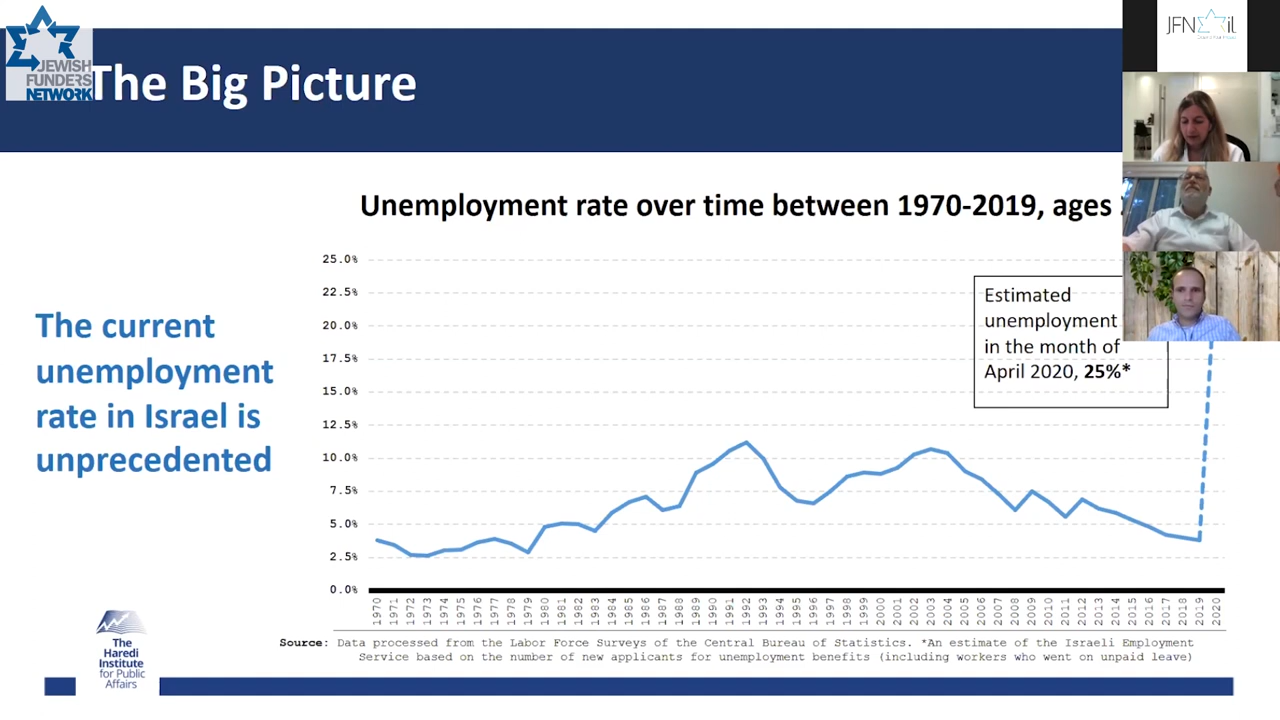 JEWISH
FUNDERS
NETWORK
The Big Picture
JFN
il
Unemployment rate over time between 1970-2019, ages
The current
unemployment
rate in Israel is
unprecedented
25.0%
22.5%
20.0%
17.5%
15.0%
12.5%
10.0%
7.5%
5.0%
2.5%
0.0%
Estimated
unemployment
in the month of
April 2020, 25%*
1970 1971 1972 1973 1974 1975 1976 1977 1978 1979 1980 1981 1982 1983 1984 1985 1986 1987 1988 1989 1990 1991 1992 1993 1994 1995 1996 1997 1998 1999 2000 2001 2002 2003 2004 2005 2006 2007 2008 2009 2010 2011 2012 2013 2014 2015 2016 2017 2018 2019 2020
Source: Data processed from the Labor Force Surveys of the Central Bureau of Statistics. *An estimate of the Israeli Employment
Service based on the number of new applicants for unemployment benefits (including workers who went on unpaid leave)
The
Haredi
Institute
for Public
Affairs